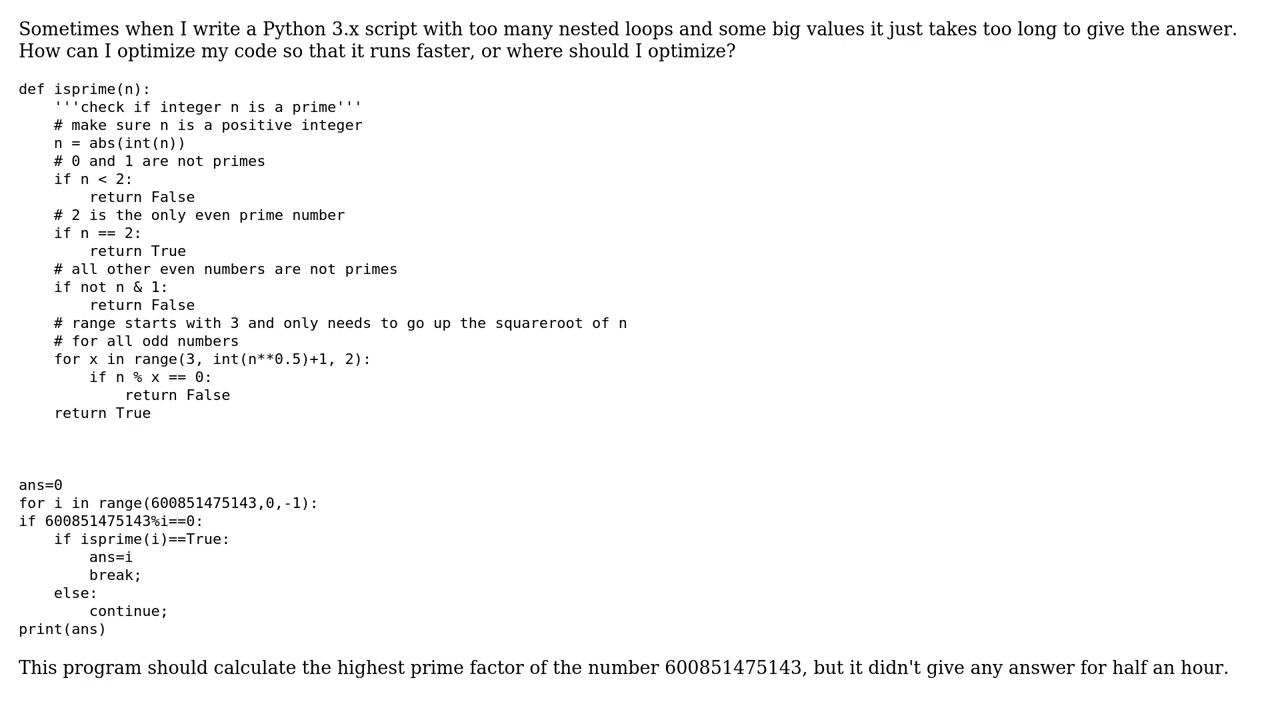 Sometimes when I write a Python 3.x script with too many nested loops and some big values it just takes too long to give the answer.
How can I optimize my code so that it runs faster, or where should I optimize?
def isprime(n):
    '''check if integer n is a prime'''
    # make sure n is a positive integer
    n = abs(int(n))
    # 0 and 1 are not primes
    if n < 2:
        return False
    # 2 is the only even prime number
    if n == 2:
        return True
    # all other even numbers are not primes
    if not n & 1:
        return False
    # range starts with 3 and only needs to go up the squareroot of n
    # for all odd numbers
    for x in range(3, int(n**0.5)+1, 2):
        if n % x == 0:
            return False
    return True
ans=0
for i in range(600851475143,0,-1):
if 600851475143%i==0:
    if isprime(i)==True:
        ans=i
        break;
    else:
        continue;
print(ans)
This program should calculate the highest prime factor of the number 600851475143, but it didn't give any answer for half an hour.